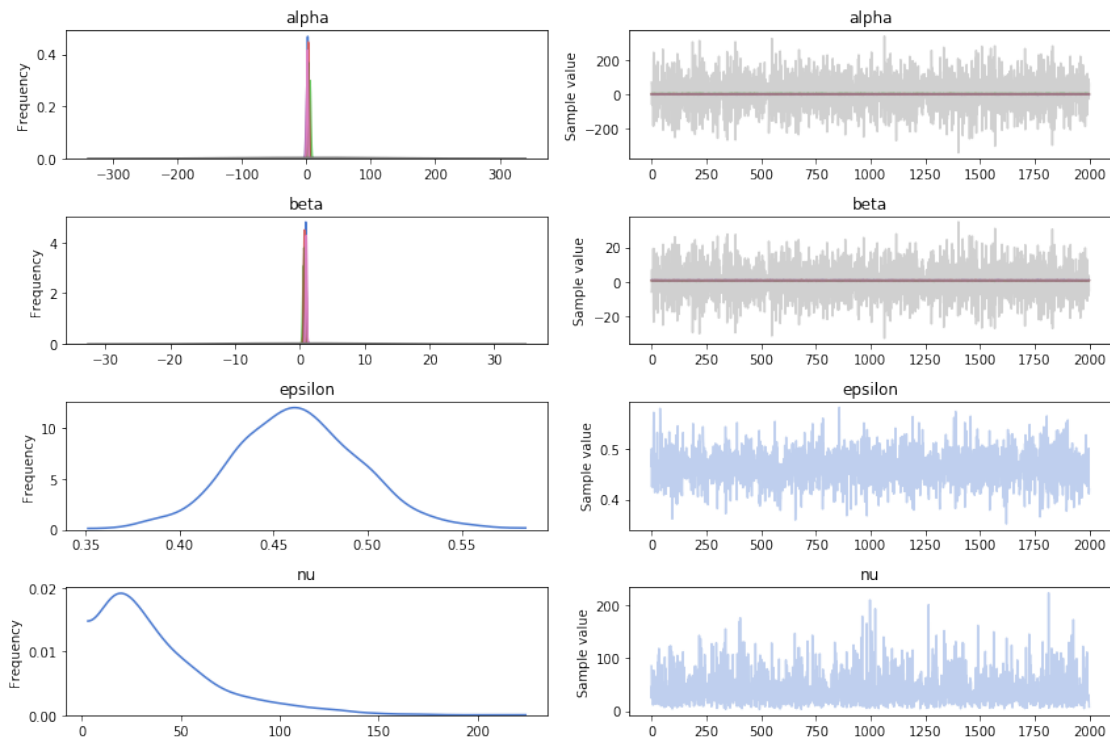 alpha
Frequency
0.4
0.2
0.0
−300 −200 −100 0 100 200 300
alpha
Sample value
200
0
−200
0 250 500 750 1000 1250 1500 1750 2000
beta
Frequency
4
2
0
−30 −20 −10 0 10 20 30
beta
Sample value
20
0
−20
0 250 500 750 1000 1250 1500 1750 2000
epsilon
Frequency
10
5
0
0.35 0.40 0.45 0.50 0.55
epsilon
Sample value
0.5
0.4
0 250 500 750 1000 1250 1500 1750 2000
nu
Frequency
0.02
0.01
0.00
0 50 100 150 200
nu
Sample value
200
100
0
0 250 500 750 1000 1250 1500 1750 2000